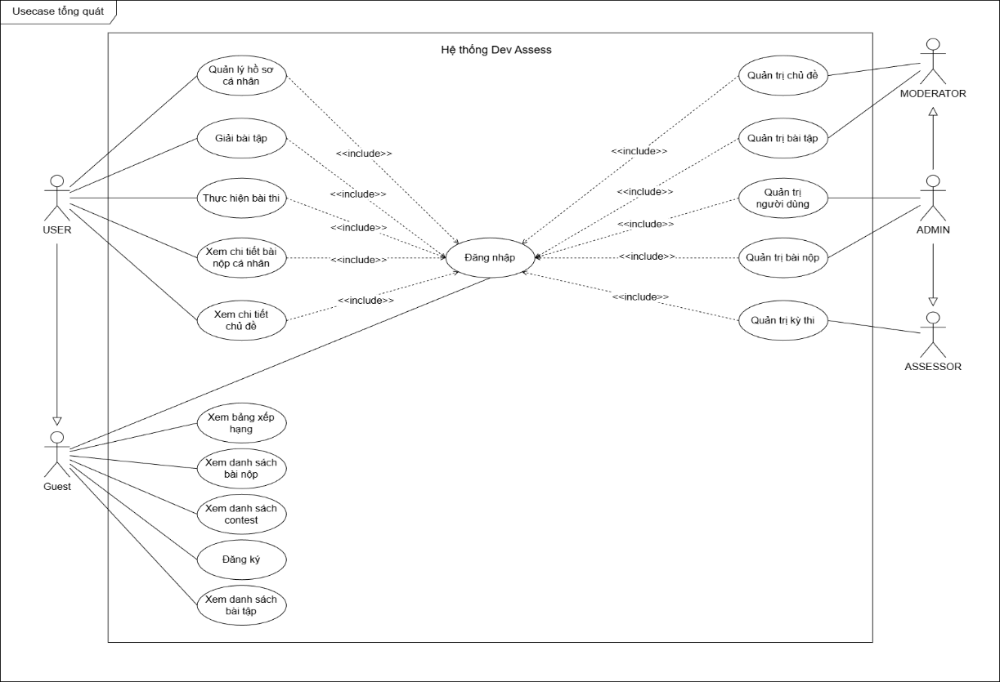 Usecase tổng quát
Hệ thống Dev Assess
Quản lý hồ sơ
cá nhân
Giải bài tập
Thực hiện bài thi
Xem chi tiết bài
nộp cá nhân
Xem chi tiết
chủ đề
USER
<<include>>
<<include>>
<<include>>
<<include>>
<<include>>
Đăng nhập
<<include>>
<<include>>
<<include>>
<<include>>
<<include>>
Quản trị chủ đề
Quản trị bài tập
Quản trị
người dùng
Quản trị bài nộp
Quản trị kỳ thi
MODERATOR
ADMIN
ASSESSOR
Guest
Xem bảng xếp
hạng
Xem danh sách
bài nộp
Xem danh sách
contest
Đăng ký
Xem danh sách
bài tập